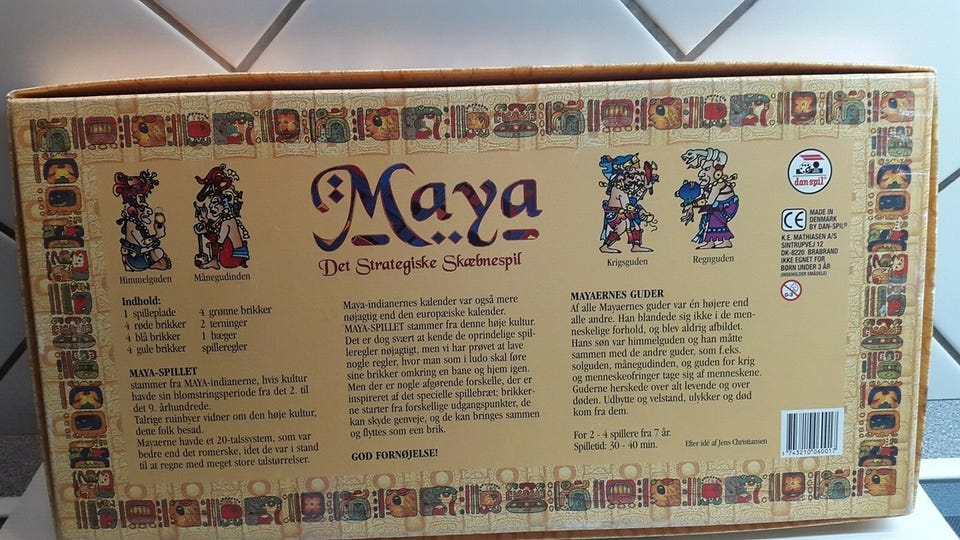 Maya
Det Strategiske Skæbnespil
Himmelguden
Månegudinden
Krigsguden
Regnguden
dan-spil
CE
MADE IN
DENMARK
BY DAN-SPIL®
K.E. MATHIASEN A/S
SINTRUPVEJ 12
DK-8220 BRABRAND
IKKE EGNET FOR
BØRN UNDER 3 ÅR
(INDEHOLDER SMÅDELE)
0-3
Indhold:
1 spilleplade
4 røde brikker
4 blå brikker
4 gule brikker
4 grønne brikker
2 terninger
1 bæger
spilleregler
MAYA-SPILLET
stammer fra MAYA-indianerne, hvis kultur
havde sin blomstringsperiode fra det 2. til
det 9. århundrede.
Talrige ruinbyer vidner om den høje kultur,
dette folk besad.
Mayaerne havde et 20-talssystem, som var
bedre end det romerske, idet de var i stand
til at regne med meget store talstørrelser.
Maya-indianernes kalender var også mere
nøjagtig end den europæiske kalender.
MAYA-SPILLET stammer fra denne høje kultur.
Det er dog svært at kende de oprindelige spil-
leregler nøjagtigt, men vi har prøvet at lave
nogle regler, hvor man som i ludo skal føre
sine brikker omkring en bane og hjem igen.
Men der er nogle afgørende forskelle, der er
inspireret af det specielle spillebræt; brikker-
ne starter fra forskellige udgangspunkter, de
kan skyde genveje, og de kan bringes sammen
og flyttes som en brik.
GOD FORNØJELSE!
MAYAERNES GUDER
Af alle Mayaernes guder var én højere end
alle andre. Han blandede sig ikke i de men-
neskelige forhold, og blev aldrig afbildet.
Hans søn var himmelguden og han måtte
sammen med de andre guder, som f.eks.
solguden, månegudinden, og guden for krig
og menneskeofringer tage sig af menneskene.
Guderne herskede over alt levende og over
døden. Udbytte og velstand, ulykker og død
kom fra dem.
For 2 - 4 spillere fra 7 år.
Spilletid: 30 - 40 min.
Efter idé af Jens Christiansen
5 743210 060017